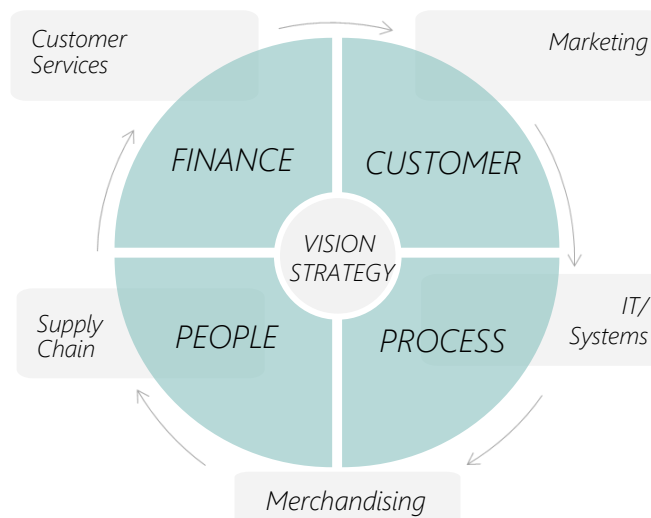 Customer
Services
Marketing
FINANCE
CUSTOMER
VISION
STRATEGY
Supply
Chain
PEOPLE
PROCESS
IT/
Systems
Merchandising